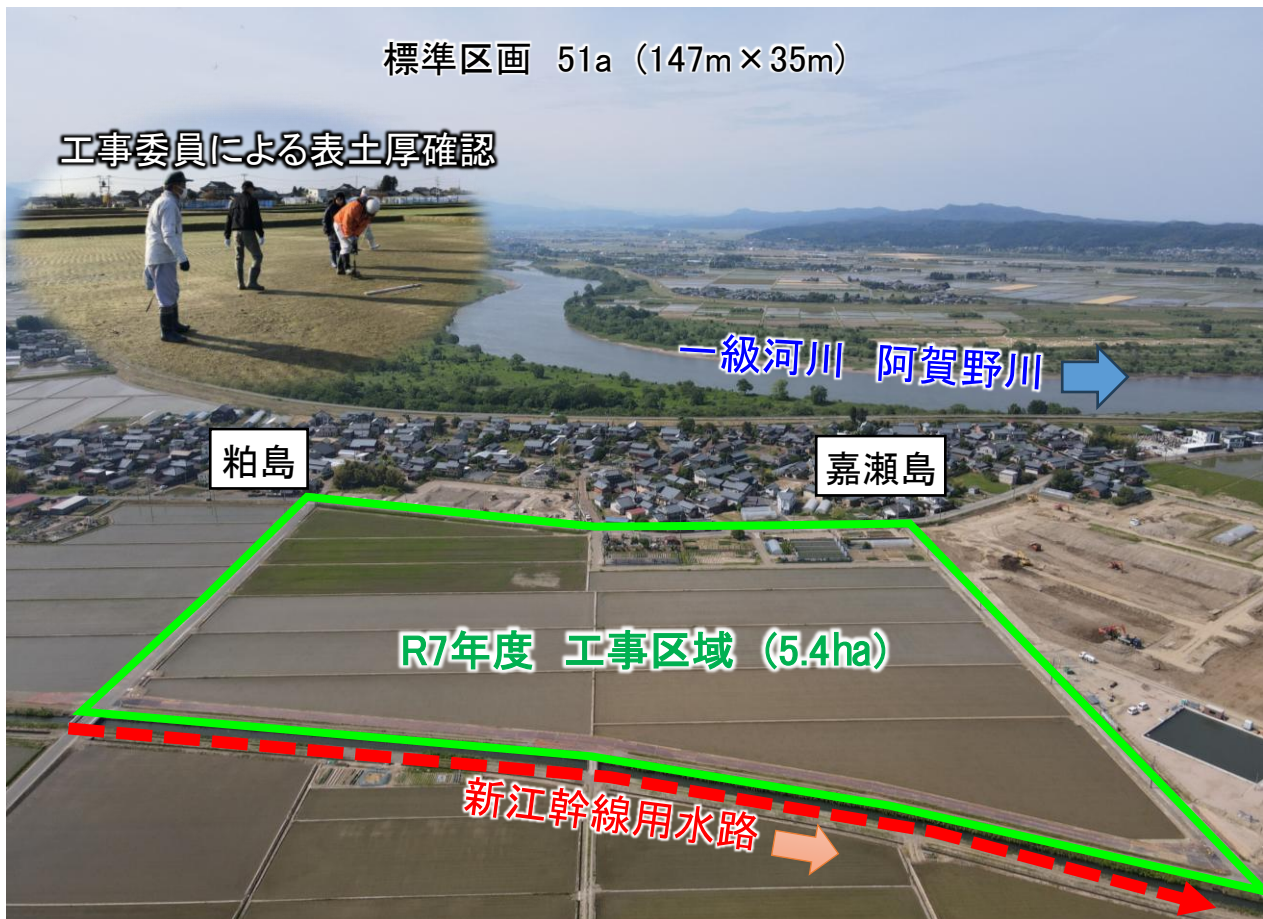 標準区画 51a (147m×35m)
工事委員による表土厚確認
一級河川 阿賀野川
粕島
嘉瀬島
R7年度 工事区域 (5.4ha)
新江幹線用水路